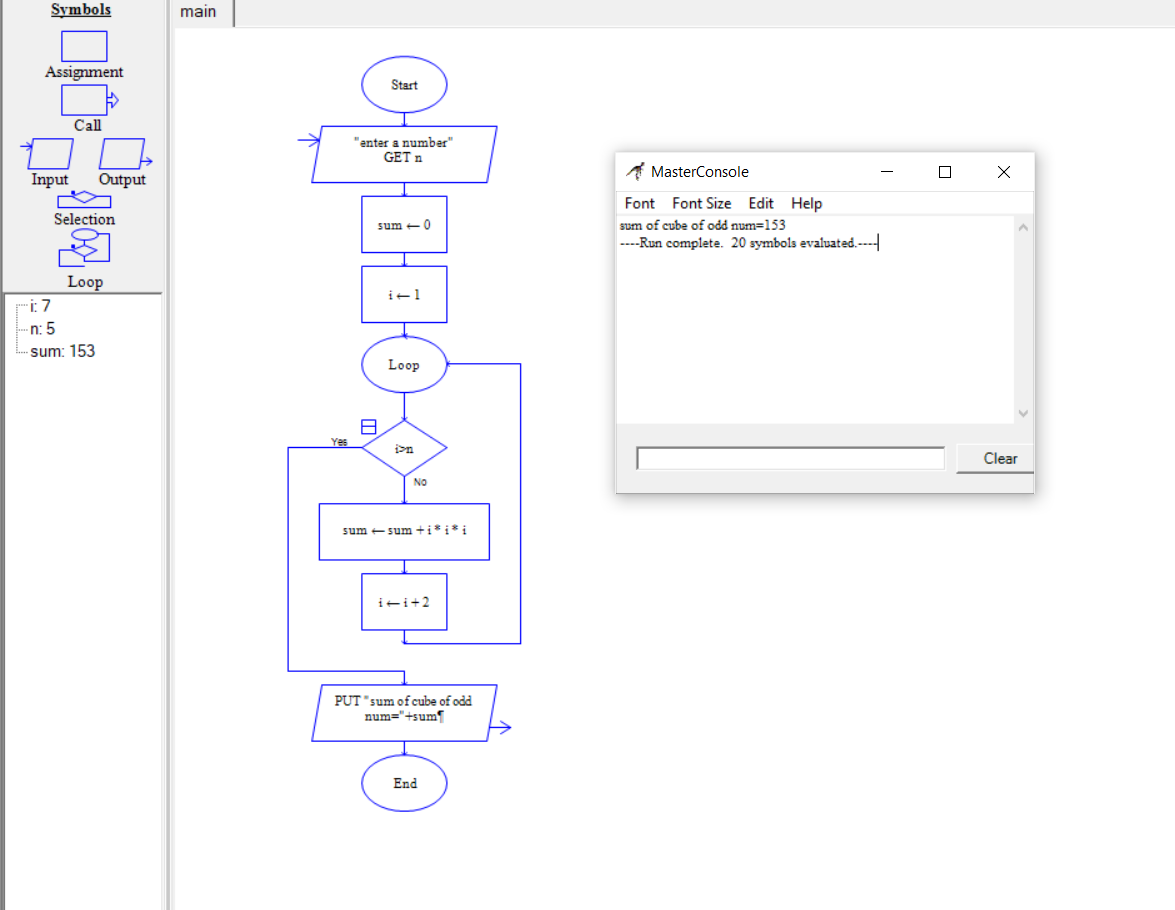 Symbols
Assignment
Call
Input
Output
Selection
Loop
i: 7
n: 5
sum: 153
main
Start
"enter a number"
GET n
sum ← 0
i ← 1
Loop
Yes
i>n
No
sum ← sum + i * i * i
i ← i + 2
PUT "sum of cube of odd
num="+sum¶
End
MasterConsole
Font Font Size Edit Help
sum of cube of odd num=153
----Run complete. 20 symbols evaluated.----
Clear